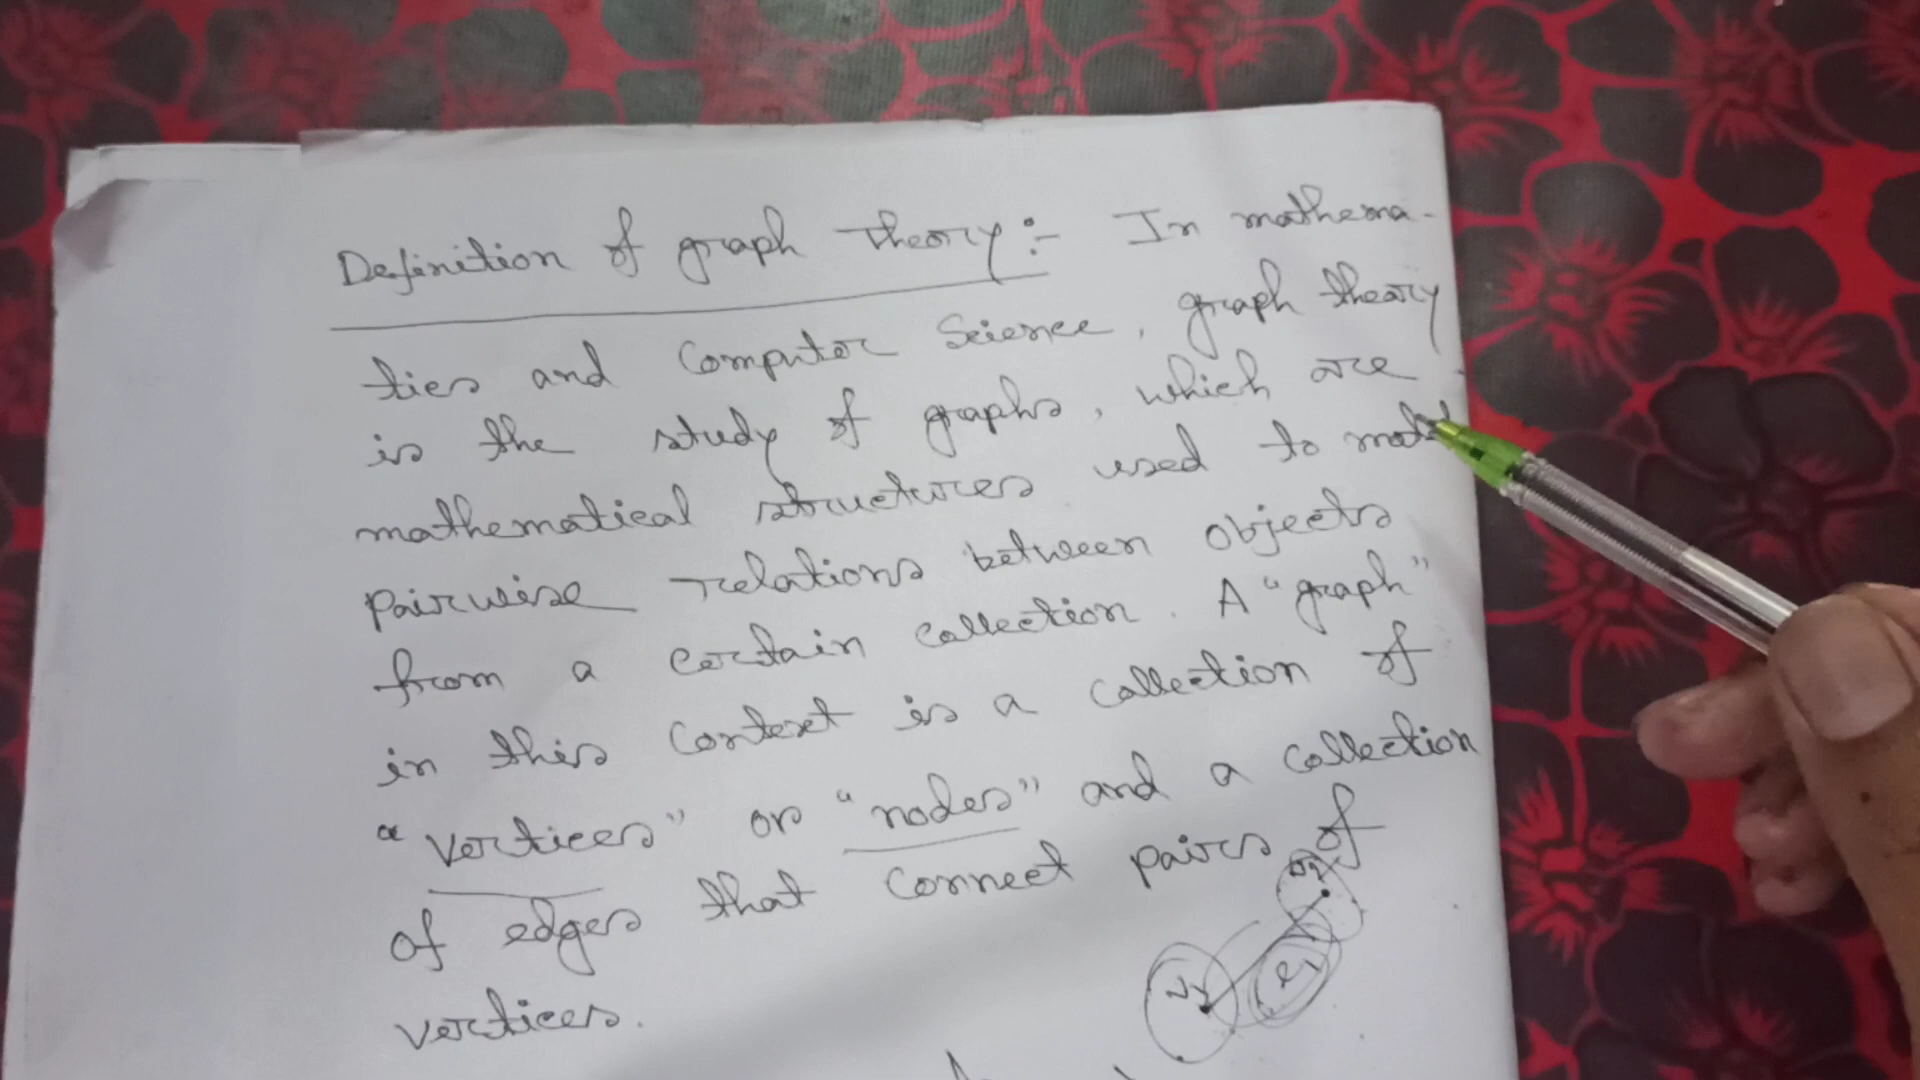 Definition of graph theory :- In mathema-
tics and Computer Science, graph theory
is the study of graphs, which are
mathematical structures used to model
pairwise relations between objects
from a certain collection. A "graph"
in this context is a collection of
"vertices" or "nodes" and a collection
of edges that connect pairs of
vertices.
e1